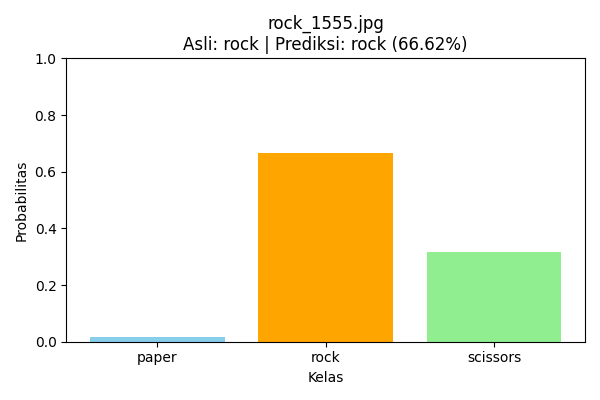 rock_1555.jpg
Asli: rock | Prediksi: rock (66.62%)
1.0
0.8
0.6
0.4
0.2
0.0
Probabilitas
paper
rock
scissors
Kelas